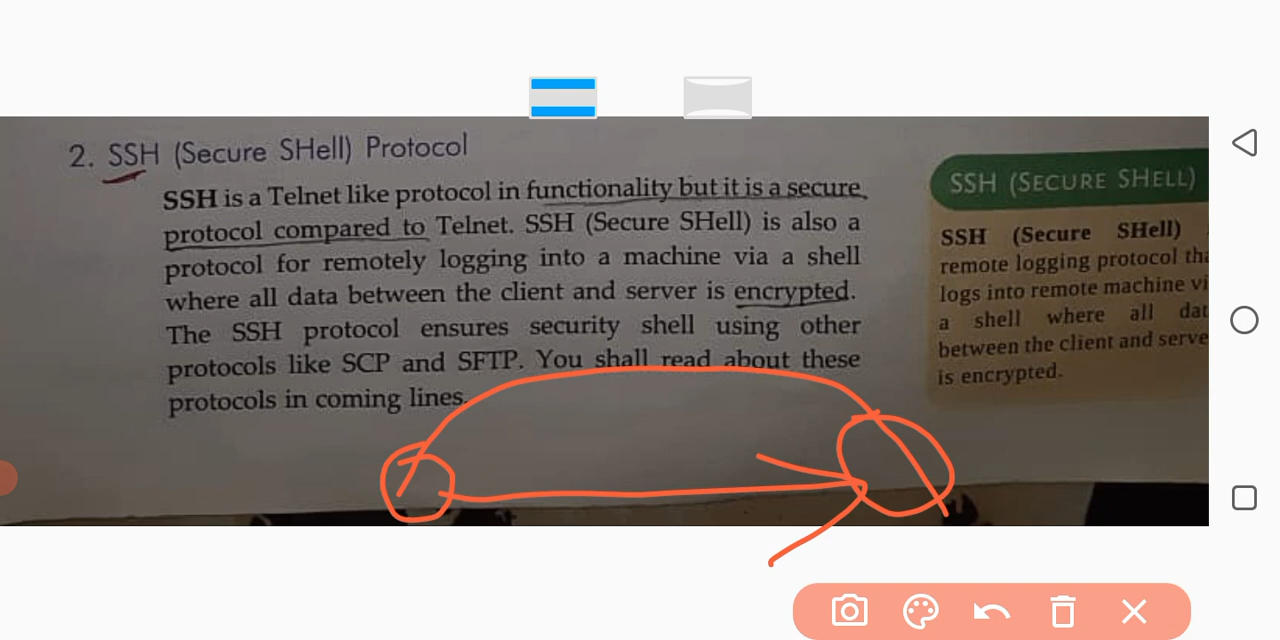 2. SSH (Secure SHell) Protocol
SSH is a Telnet like protocol in functionality but it is a secure
protocol compared to Telnet. SSH (Secure SHell) is also a
protocol for remotely logging into a machine via a shell
where all data between the client and server is encrypted.
The SSH protocol ensures security shell using other
protocols like SCP and SFTP. You shall read about these
protocols in coming lines.
SSH (SECURE SHELL)
SSH (Secure SHell)
remote logging protocol tha
logs into remote machine vi
a shell where all dat
between the client and serve
is encrypted.